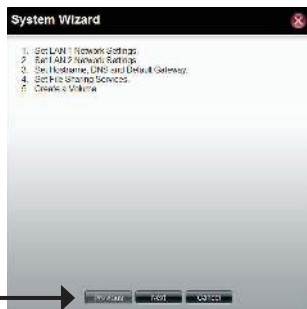 System Wizard
1. Set LAN 1 Network Settings.
2. Set LAN 2 Network Settings.
3. Set Hostname, DNS and Default Gateway.
4. Set File Sharing Services.
5. Create a Volume
Previous Next Cancel